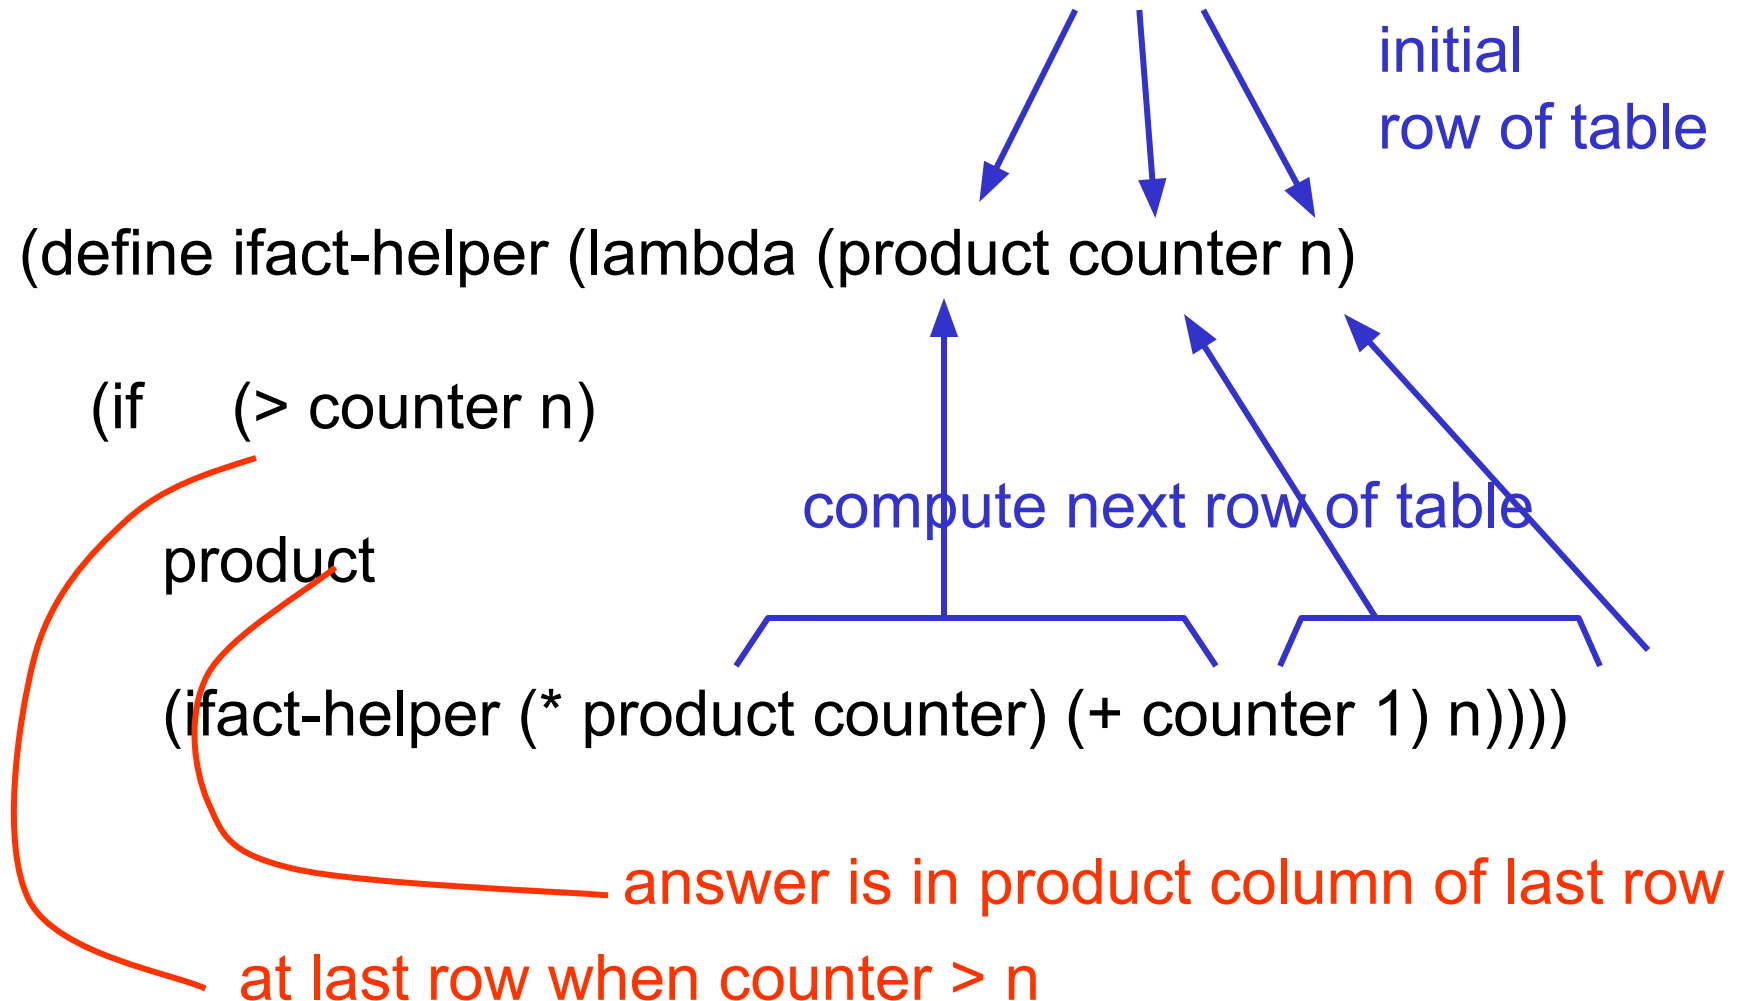 initial
row of table
(define ifact-helper (lambda (product counter n)
(if (> counter n)
compute next row of table
product
(ifact-helper (* product counter) (+ counter 1) n))))
answer is in product column of last row
at last row when counter > n